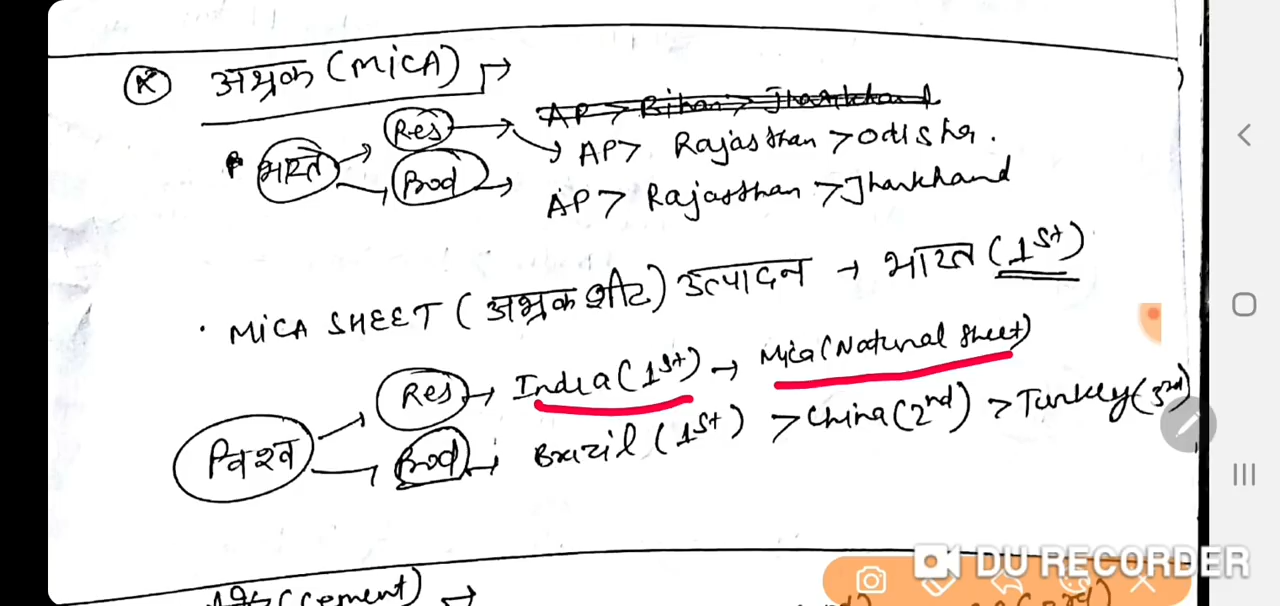 K अभ्रक (MICA) →
AP > Bihar > Jharkhand
भारत → Res → AP > Rajasthan > Odisha.
Prod → AP > Rajasthan > Jharkhand
• MICA SHEET (अभ्रक शीट) उत्पादन → भारत (1st)
विश्व → Res → India (1st) → Mica (Natural Sheet)
Prod → Brazil (1st) > China (2nd) > Turkey (3rd)
(cement) →
DU RECORDER